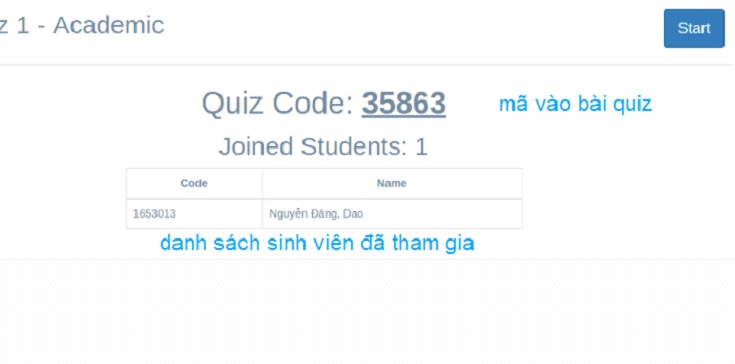 z 1 - Academic
Start
Quiz Code: 35863
mã vào bài quiz
Joined Students: 1
Code Name
1653013 Nguyễn Đăng, Dao
danh sách sinh viên đã tham gia